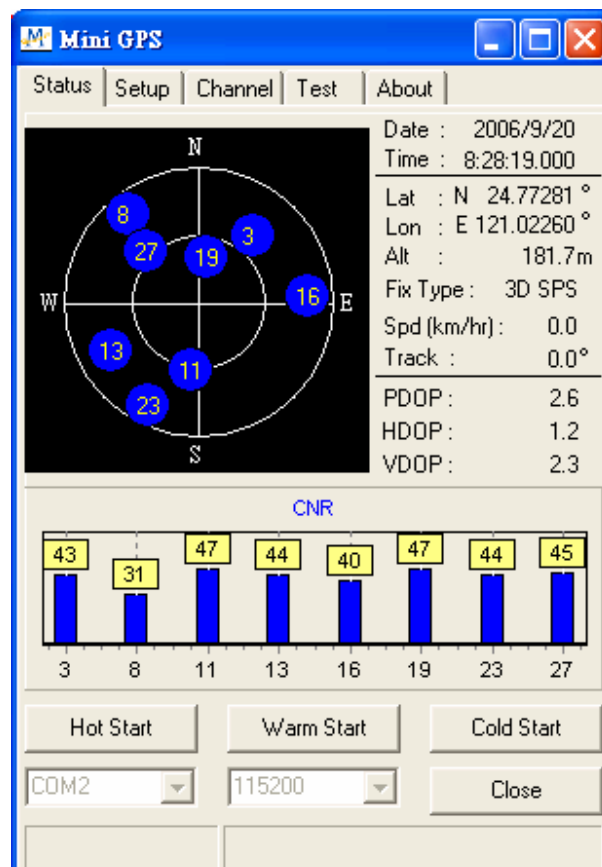 Mini GPS
Status Setup Channel Test About
N
8
3
27
19
W
16
E
13
11
23
S
Date : 2006/9/20
Time : 8:28:19.000
Lat : N 24.77281 °
Lon : E 121.02260 °
Alt : 181.7m
Fix Type : 3D SPS
Spd (km/hr) : 0.0
Track : 0.0°
PDOP : 2.6
HDOP : 1.2
VDOP : 2.3
CNR
43 31 47 44 40 47 44 45
3 8 11 13 16 19 23 27
Hot Start Warm Start Cold Start
COM2 115200 Close